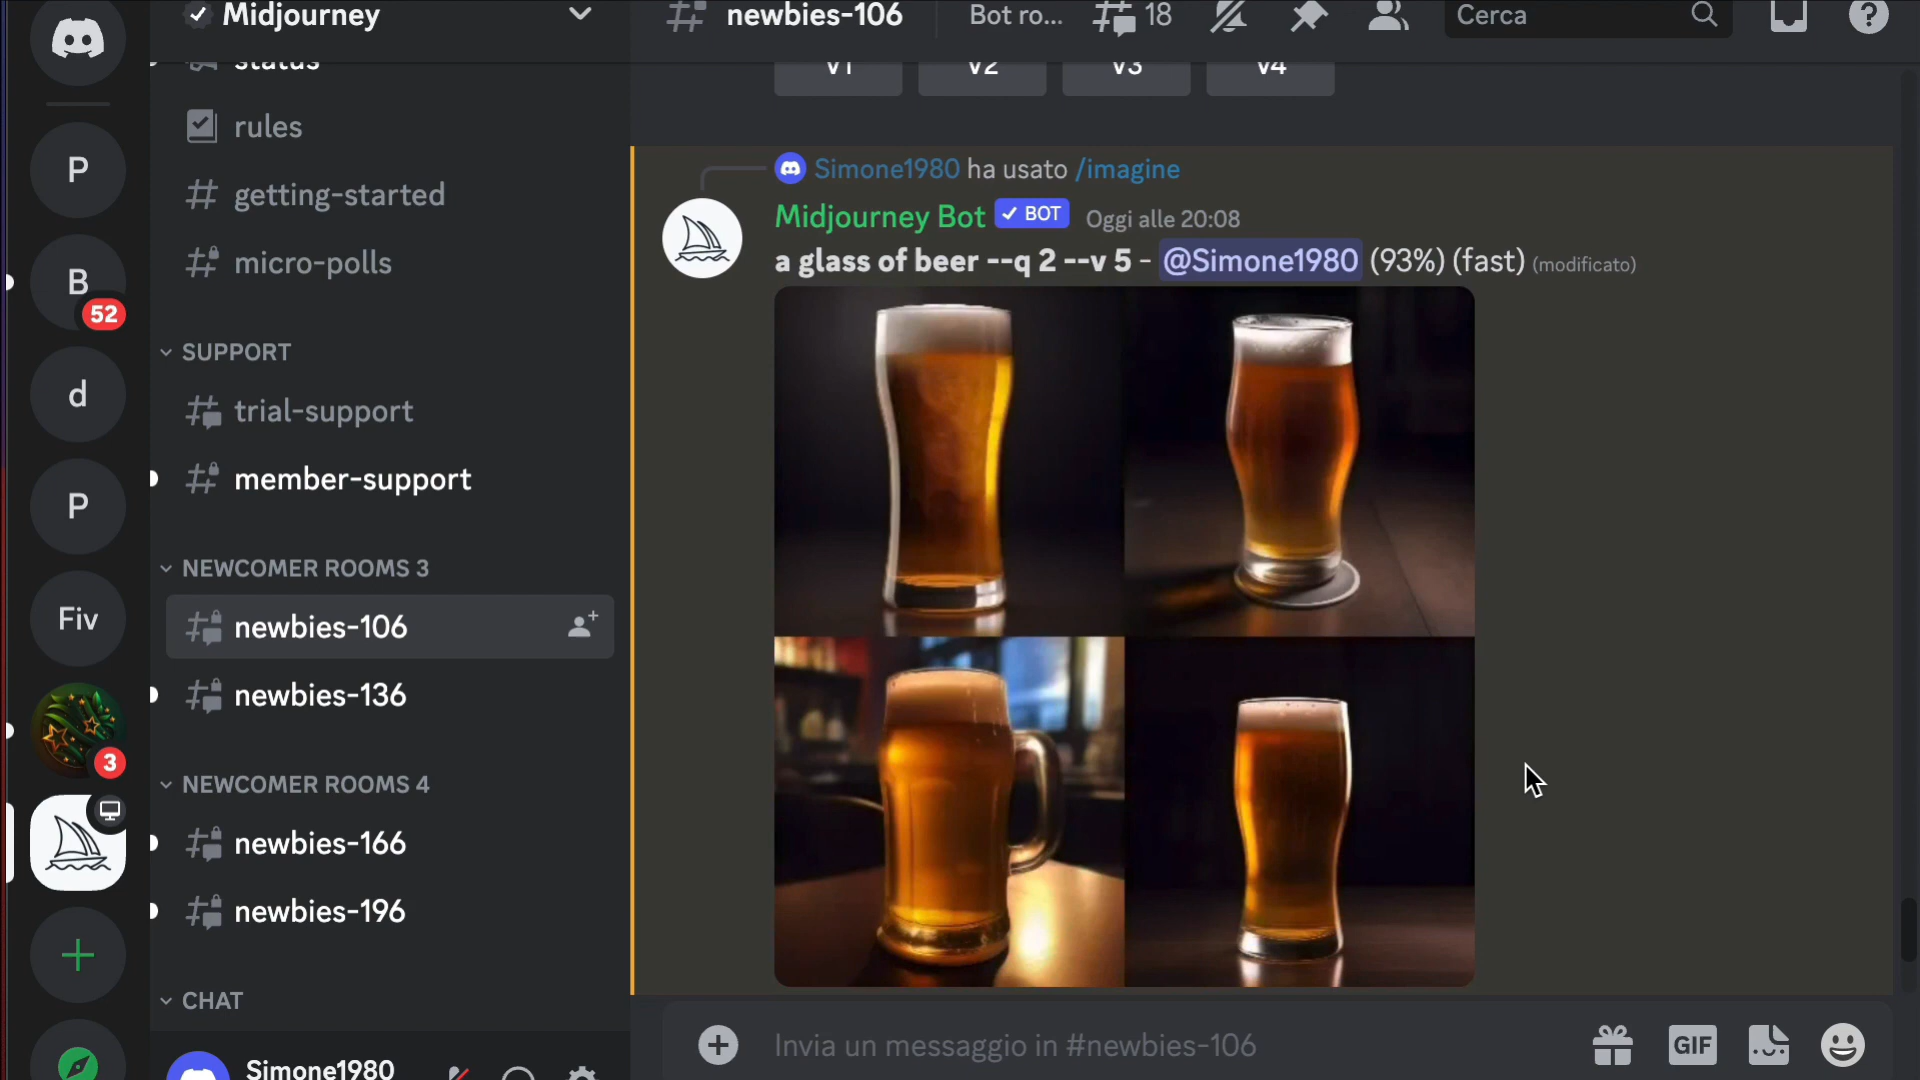 Midjourney
status
rules
getting-started
micro-polls
SUPPORT
trial-support
member-support
NEWCOMER ROOMS 3
newbies-106
newbies-136
NEWCOMER ROOMS 4
newbies-166
newbies-196
CHAT
Simone1980
P
B
52
d
P
Fiv
3
newbies-106
Bot ro...
18
Cerca
V1 V2 V3 V4
Simone1980 ha usato /imagine
Midjourney Bot BOT Oggi alle 20:08
a glass of beer --q 2 --v 5 - @Simone1980 (93%) (fast) (modificato)
Invia un messaggio in #newbies-106
GIF